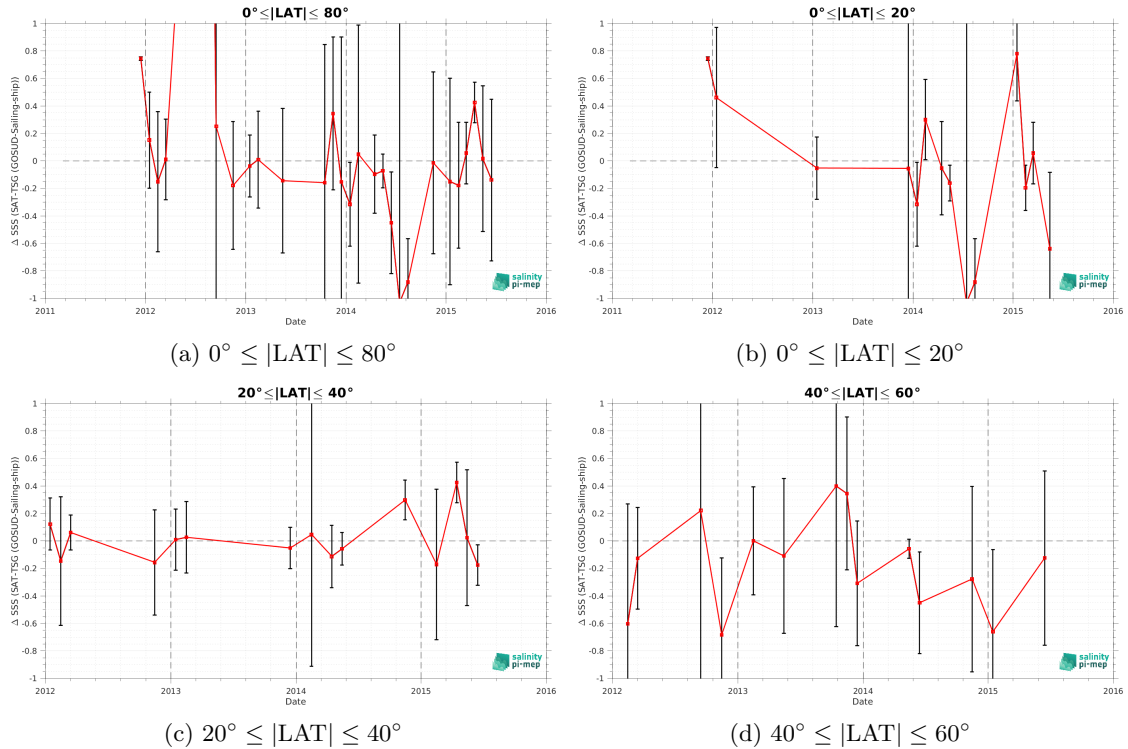 0°≤|LAT|≤ 80°
Δ SSS (SAT-TSG (GOSUD-Sailing-ship))
1
0.8
0.6
0.4
0.2
0
-0.2
-0.4
-0.6
-0.8
-1
2011 2012 2013 2014 2015 2016
Date
salinity
pi-mep
(a) 0° ≤ |LAT| ≤ 80°
0°≤|LAT|≤ 20°
Δ SSS (SAT-TSG (GOSUD-Sailing-ship))
1
0.8
0.6
0.4
0.2
0
-0.2
-0.4
-0.6
-0.8
-1
2011 2012 2013 2014 2015 2016
Date
salinity
pi-mep
(b) 0° ≤ |LAT| ≤ 20°
20°≤|LAT|≤ 40°
Δ SSS (SAT-TSG (GOSUD-Sailing-ship))
1
0.8
0.6
0.4
0.2
0
-0.2
-0.4
-0.6
-0.8
-1
2012 2013 2014 2015 2016
Date
salinity
pi-mep
(c) 20° ≤ |LAT| ≤ 40°
40°≤|LAT|≤ 60°
Δ SSS (SAT-TSG (GOSUD-Sailing-ship))
1
0.8
0.6
0.4
0.2
0
-0.2
-0.4
-0.6
-0.8
-1
2012 2013 2014 2015 2016
Date
salinity
pi-mep
(d) 40° ≤ |LAT| ≤ 60°